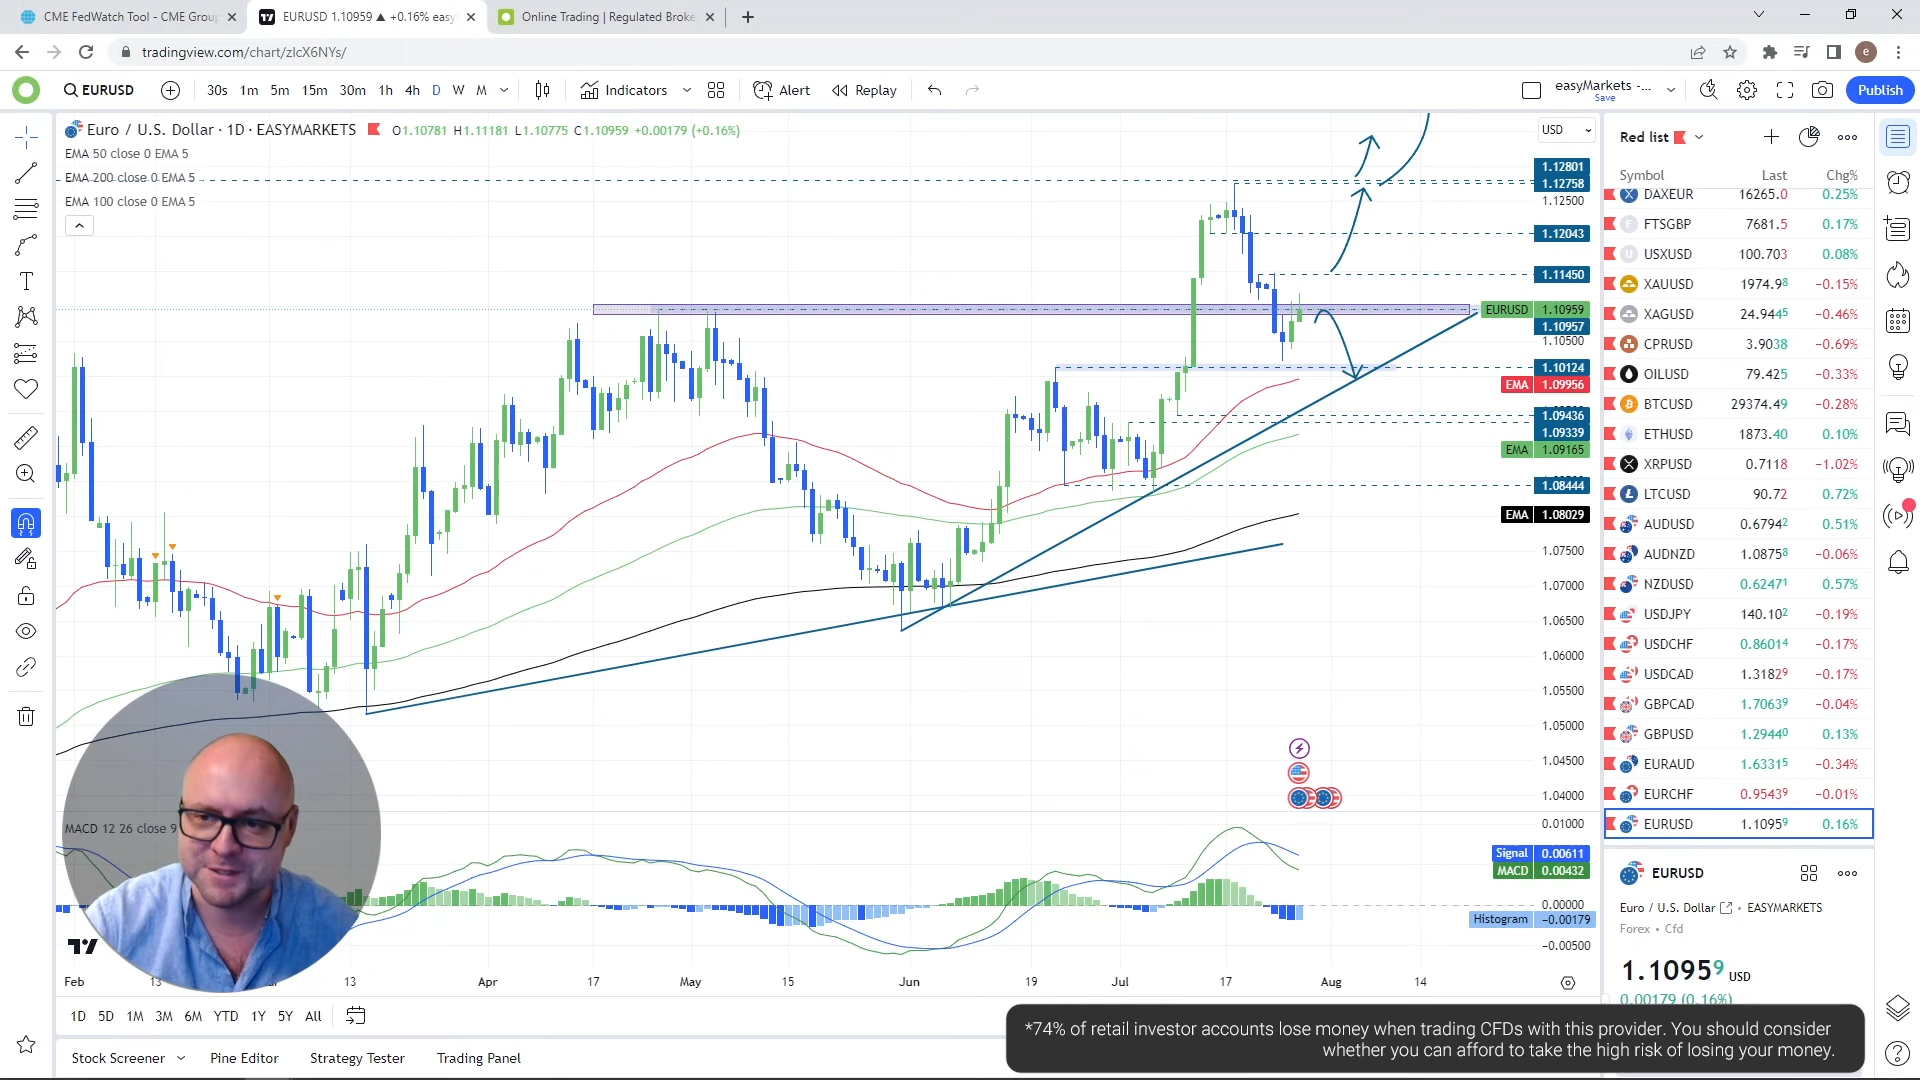 CME FedWatch Tool - CME Group
EURUSD 1.10959 ▲ +0.16% easy
Online Trading | Regulated Broke
tradingview.com/chart/zlcX6NYs/
e
EURUSD
30s 1m 5m 15m 30m 1h 4h D W M
Indicators
Alert
Replay
easyMarkets -...
Save
Publish
Euro / U.S. Dollar · 1D · EASYMARKETS
O1.10781 H1.11181 L1.10775 C1.10959 +0.00179 (+0.16%)
EMA 50 close 0 EMA 5
EMA 200 close 0 EMA 5
EMA 100 close 0 EMA 5
USD
1.12801
1.12758
1.12500
1.12043
1.11450
EURUSD 1.10959
1.10957
1.10500
1.10124
EMA 1.09956
1.09436
1.09339
EMA 1.09165
1.08444
EMA 1.08029
1.07500
1.07000
1.06500
1.06000
1.05500
1.05000
1.04500
1.04000
MACD 12 26 close 9
0.01000
Signal 0.00611
MACD 0.00432
0.00000
Histogram −0.00179
−0.00500
Feb 13 13 Apr 17 May 15 Jun 19 Jul 17 Aug 14
1D 5D 1M 3M 6M YTD 1Y 5Y All
Stock Screener Pine Editor Strategy Tester Trading Panel
Red list
Symbol Last Chg%
DAXEUR 16265.0 0.25%
FTSGBP 7681.5 0.17%
USXUSD 100.703 0.08%
XAUUSD 1974.98 −0.15%
XAGUSD 24.9445 −0.46%
CPRUSD 3.9038 −0.69%
OILUSD 79.425 −0.33%
BTCUSD 29374.49 −0.28%
ETHUSD 1873.40 0.10%
XRPUSD 0.7118 −1.02%
LTCUSD 90.72 0.72%
AUDUSD 0.67942 0.51%
AUDNZD 1.08758 −0.06%
NZDUSD 0.62471 0.57%
USDJPY 140.102 −0.19%
USDCHF 0.86014 −0.17%
USDCAD 1.31829 −0.17%
GBPCAD 1.70639 −0.04%
GBPUSD 1.29440 0.13%
EURAUD 1.63315 −0.34%
EURCHF 0.95439 −0.01%
EURUSD 1.10959 0.16%
EURUSD
Euro / U.S. Dollar • EASYMARKETS
Forex • Cfd
1.10959 USD
0.00179 (0.16%)
*74% of retail investor accounts lose money when trading CFDs with this provider. You should consider
whether you can afford to take the high risk of losing your money.